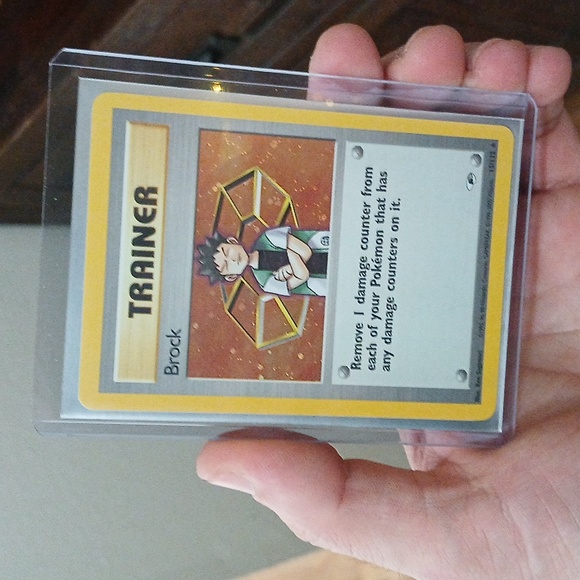 TRAINER
Brock
Remove 1 damage counter from
each of your Pokémon that has
any damage counters on it.